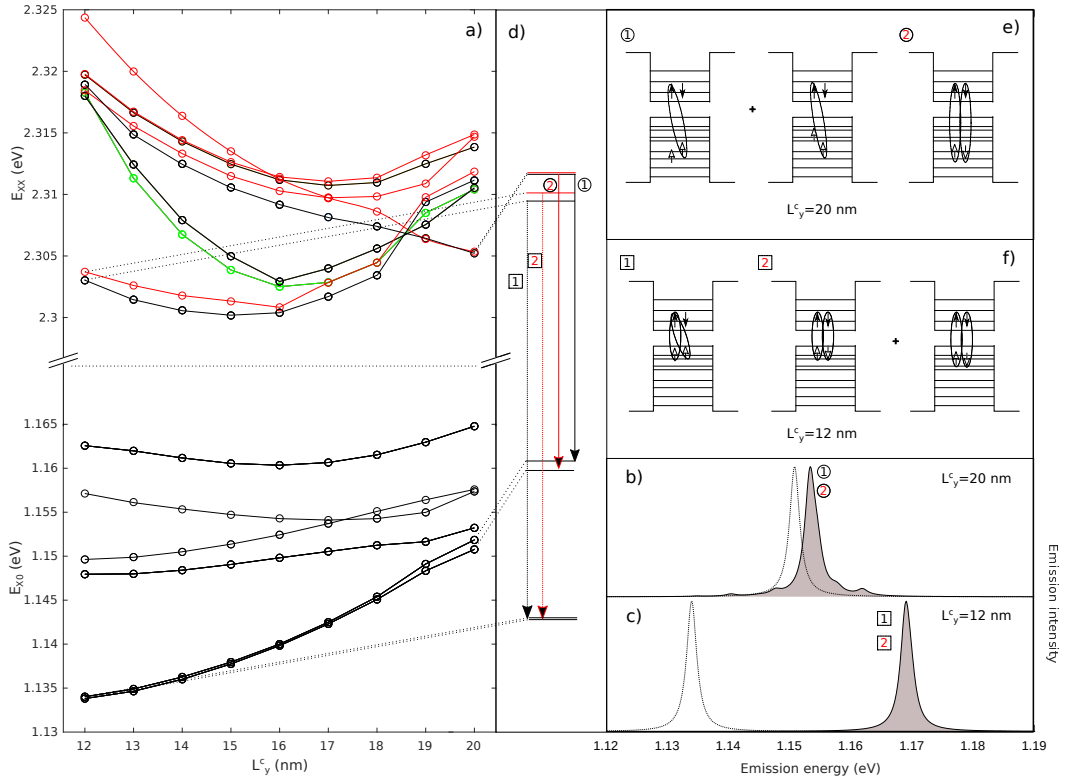 a)
2.325
2.32
2.315
2.31
2.305
2.3
E_XX (eV)
1.165
1.16
1.155
1.15
1.145
1.14
1.135
1.13
E_X0 (eV)
12 13 14 15 16 17 18 19 20
L^c_y (nm)
d)
2 1
2
1
e)
1 2
+
L^c_y=20 nm
f)
1 2
+
L^c_y=12 nm
b)
1
2
L^c_y=20 nm
c)
1
2
L^c_y=12 nm
Emission intensity
1.12 1.13 1.14 1.15 1.16 1.17 1.18 1.19
Emission energy (eV)